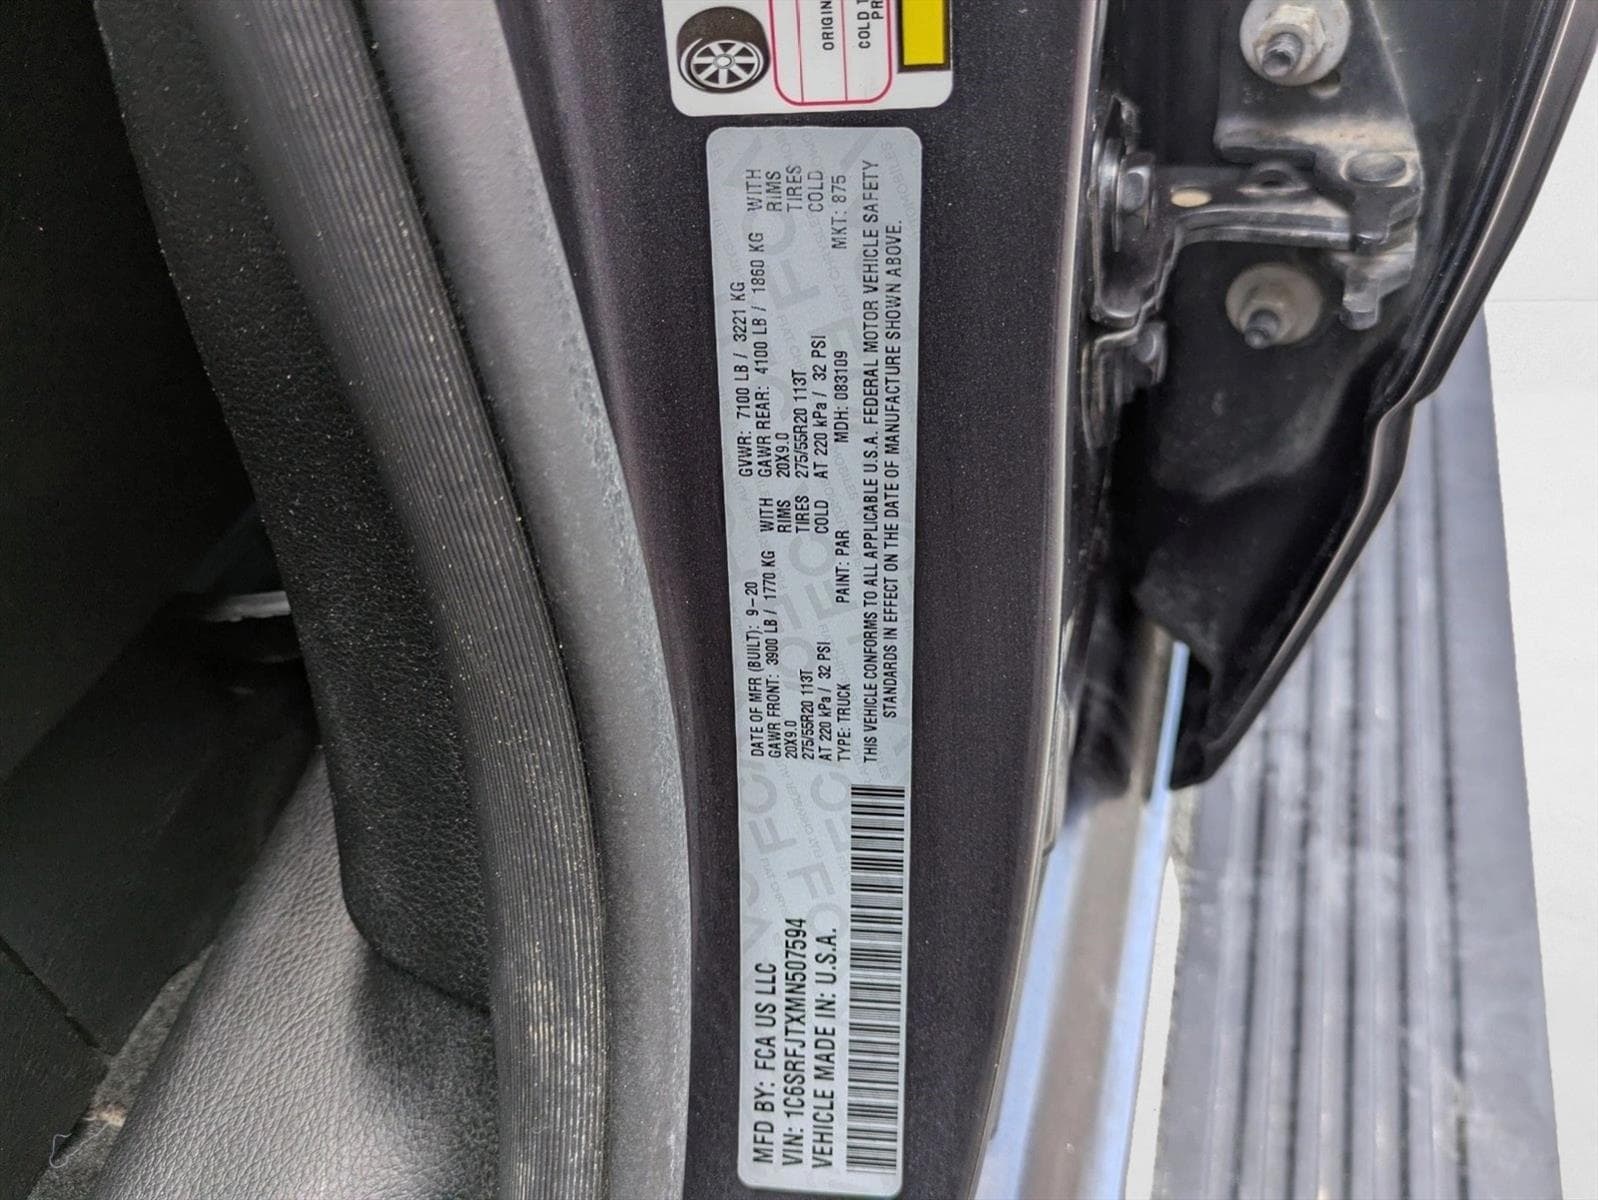 ORIGIN
COLD T
PR
MFD BY: FCA US LLC
VIN: 1C6SRFJTXMN507594
VEHICLE MADE IN: U.S.A.
DATE OF MFR (BUILT): 9-20
GAWR FRONT: 3900 LB / 1770 KG WITH
20X9.0 RIMS
275/55R20 113T TIRES
AT 220 kPa / 32 PSI COLD
GVWR: 7100 LB / 3221 KG
GAWR REAR: 4100 LB / 1860 KG WITH
20X9.0 RIMS
275/55R20 113T TIRES
AT 220 kPa / 32 PSI COLD
TYPE: TRUCK PAINT: PAR MDH: 083109 MKT: 875
THIS VEHICLE CONFORMS TO ALL APPLICABLE U.S.A. FEDERAL MOTOR VEHICLE SAFETY
STANDARDS IN EFFECT ON THE DATE OF MANUFACTURE SHOWN ABOVE.